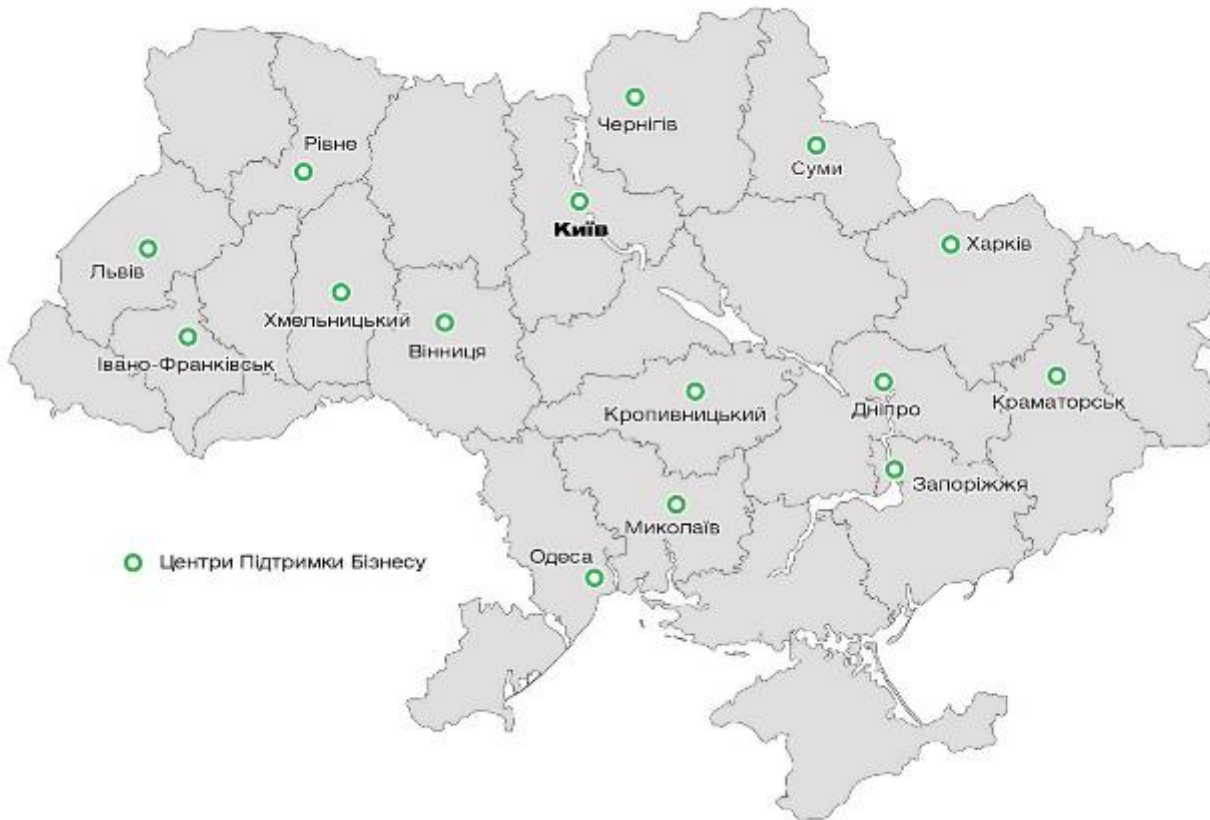 Чернігів
Рівне
Суми
Київ
Харків
Львів
Хмельницький
Вінниця
Івано-Франківськ
Кропивницький
Дніпро
Краматорськ
Запоріжжя
Миколаїв
Одеса
Центри Підтримки Бізнесу